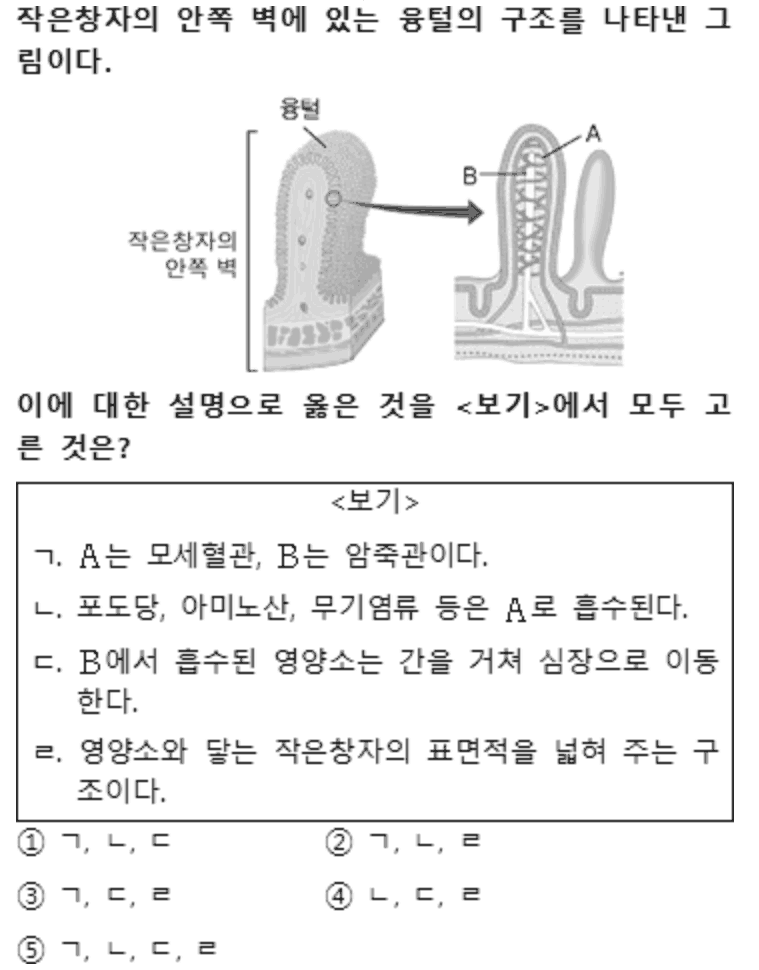 작은창자의 안쪽 벽에 있는 융털의 구조를 나타낸 그
림이다.
융털
A
B
작은창자의
안쪽 벽
이에 대한 설명으로 옳은 것을 <보기>에서 모두 고
른 것은?
<보기>
ㄱ. A는 모세혈관, B는 암죽관이다.
ㄴ. 포도당, 아미노산, 무기염류 등은 A로 흡수된다.
ㄷ. B에서 흡수된 영양소는 간을 거쳐 심장으로 이동
한다.
ㄹ. 영양소와 닿는 작은창자의 표면적을 넓혀 주는 구
조이다.
① ㄱ, ㄴ, ㄷ ② ㄱ, ㄴ, ㄹ
③ ㄱ, ㄷ, ㄹ ④ ㄴ, ㄷ, ㄹ
⑤ ㄱ, ㄴ, ㄷ, ㄹ